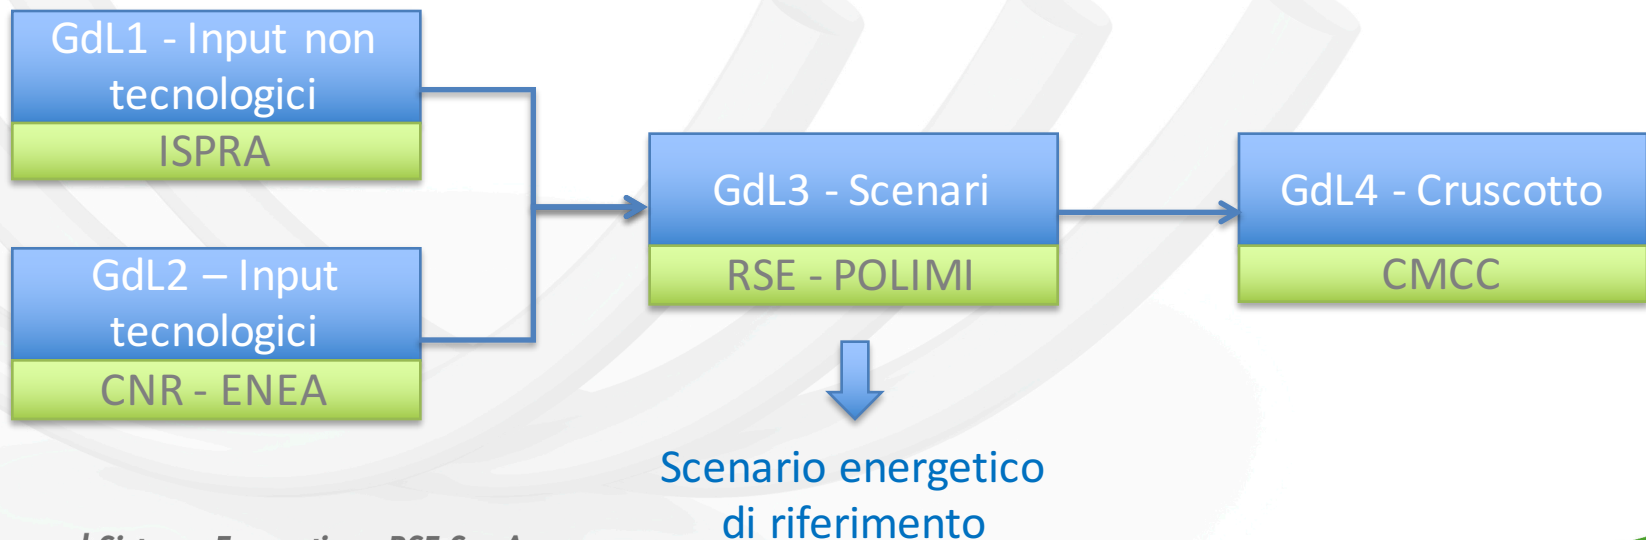 GdL1 - Input non
tecnologici
ISPRA
GdL2 – Input
tecnologici
CNR - ENEA
GdL3 - Scenari
RSE - POLIMI
GdL4 - Cruscotto
CMCC
Scenario energetico
di riferimento